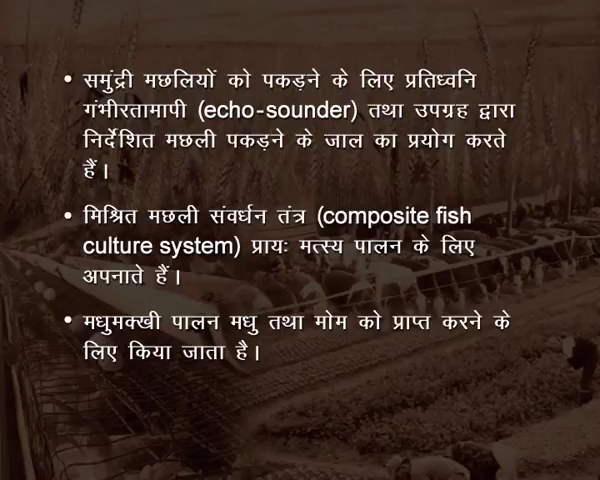 • समुंद्री मछलियों को पकड़ने के लिए प्रतिध्वनि
गंभीरतामापी (echo-sounder) तथा उपग्रह द्वारा
निर्देशित मछली पकड़ने के जाल का प्रयोग करते
हैं।
• मिश्रित मछली संवर्धन तंत्र (composite fish
culture system) प्रायः मत्स्य पालन के लिए
अपनाते हैं।
• मधुमक्खी पालन मधु तथा मोम को प्राप्त करने के
लिए किया जाता है।